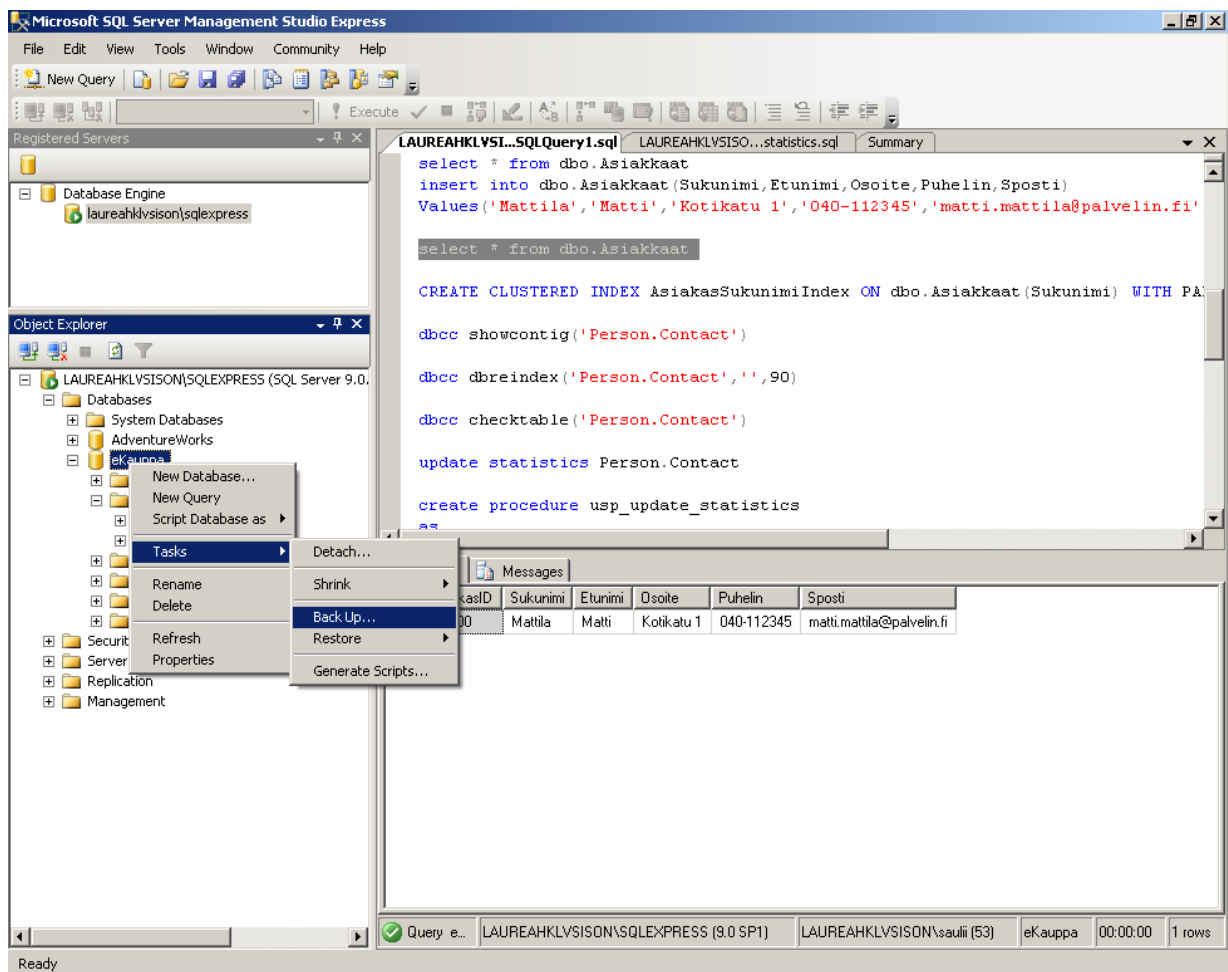 Microsoft SQL Server Management Studio Express
File Edit View Tools Window Community Help
New Query
Execute
Registered Servers
Database Engine
laureahklvsison\sqlexpress
Object Explorer
LAUREAHKLVSISON\SQLEXPRESS (SQL Server 9.0.
Databases
System Databases
AdventureWorks
eKauppa
Securit
Server
Replication
Management
New Database...
New Query
Script Database as
Tasks
Rename
Delete
Refresh
Properties
Detach...
Shrink
Back Up...
Restore
Generate Scripts...
LAUREAHKLVSI...SQLQuery1.sql LAUREAHKLVSISO...statistics.sql Summary
select * from dbo.Asiakkaat
insert into dbo.Asiakkaat(Sukunimi,Etunimi,Osoite,Puhelin,Sposti)
Values('Mattila','Matti','Kotikatu 1','040-112345','matti.mattila@palvelin.fi'
select * from dbo.Asiakkaat
CREATE CLUSTERED INDEX AsiakasSukunimiIndex ON dbo.Asiakkaat(Sukunimi) WITH PA
dbcc showcontig('Person.Contact')
dbcc dbreindex('Person.Contact','',90)
dbcc checktable('Person.Contact')
update statistics Person.Contact
create procedure usp_update_statistics
as
Messages
kasID Sukunimi Etunimi Osoite Puhelin Sposti
00 Mattila Matti Kotikatu 1 040-112345 matti.mattila@palvelin.fi
Query e... LAUREAHKLVSISON\SQLEXPRESS (9.0 SP1) LAUREAHKLVSISON\saulii (53) eKauppa 00:00:00 1 rows
Ready